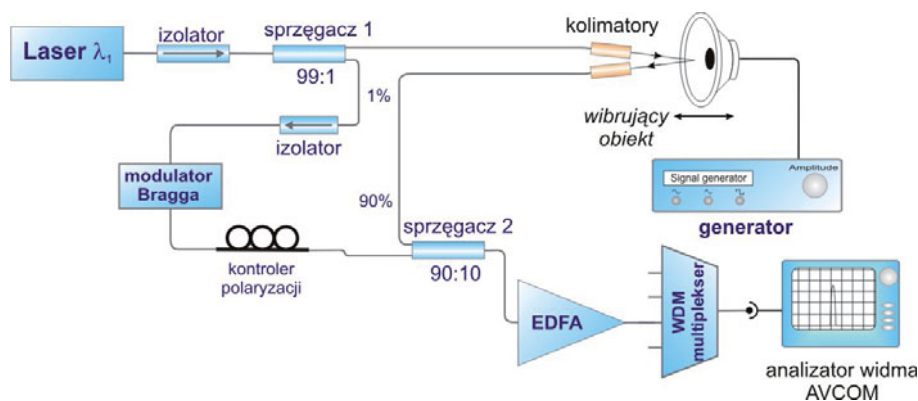 Laser λ1
izolator
sprzęgacz 1
99:1
1%
kolimatory
wibrujący
obiekt
izolator
modulator
Bragga
90%
sprzęgacz 2
90:10
kontroler
polaryzacji
Signal generator
Amplitude
generator
EDFA
WDM
multiplekser
analizator widma
AVCOM